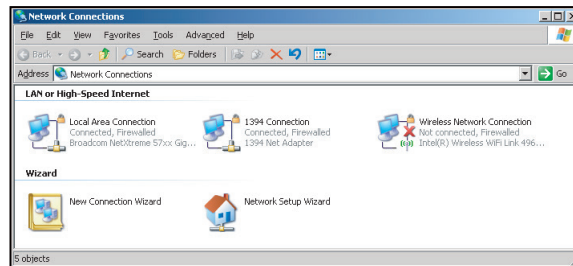 Network Connections
File Edit View Favorites Tools Advanced Help
Back Search Folders
Address Network Connections Go
LAN or High-Speed Internet
Local Area Connection
Connected, Firewalled
Broadcom NetXtreme 57xx Gig...
1394 Connection
Connected, Firewalled
1394 Net Adapter
Wireless Network Connection
Not connected, Firewalled
Intel(R) Wireless WiFi Link 496...
Wizard
New Connection Wizard
Network Setup Wizard
5 objects